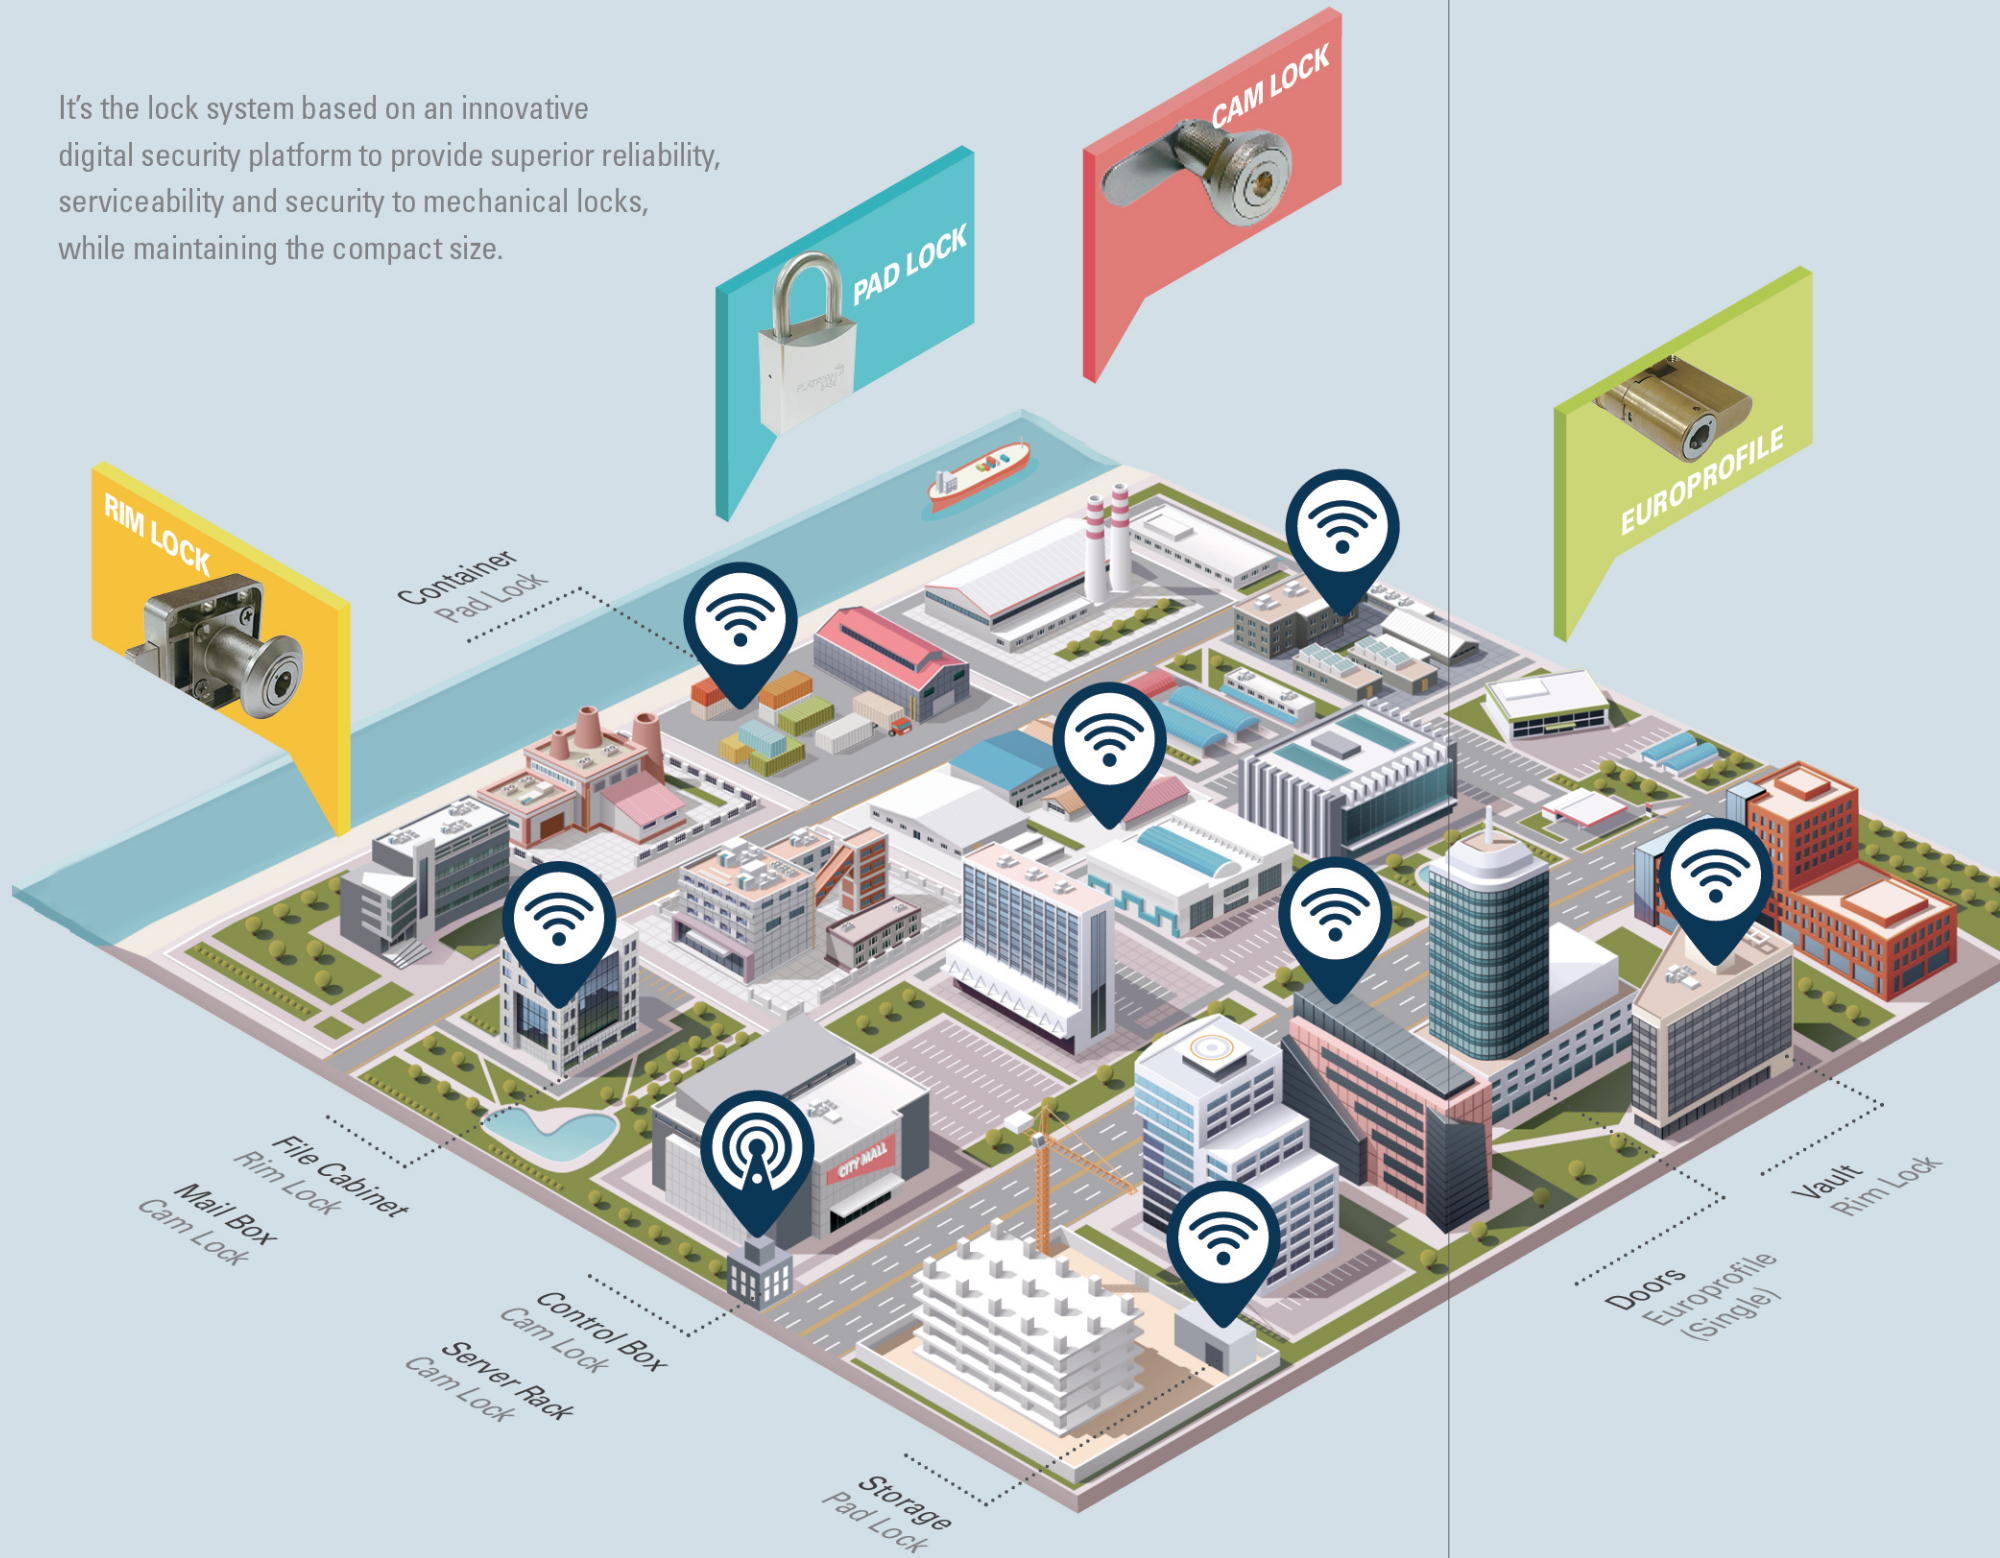 It's the lock system based on an innovative
digital security platform to provide superior reliability,
serviceability and security to mechanical locks,
while maintaining the compact size.
CAM LOCK
PAD LOCK
EUROPROFILE
RIM LOCK
Container
Pad Lock
CITY MALL
File Cabinet
Rim Lock
Mail Box
Cam Lock
Control Box
Cam Lock
Server Rack
Cam Lock
Storage
Pad Lock
Vault
Rim Lock
Doors
Europrofile
(Single)